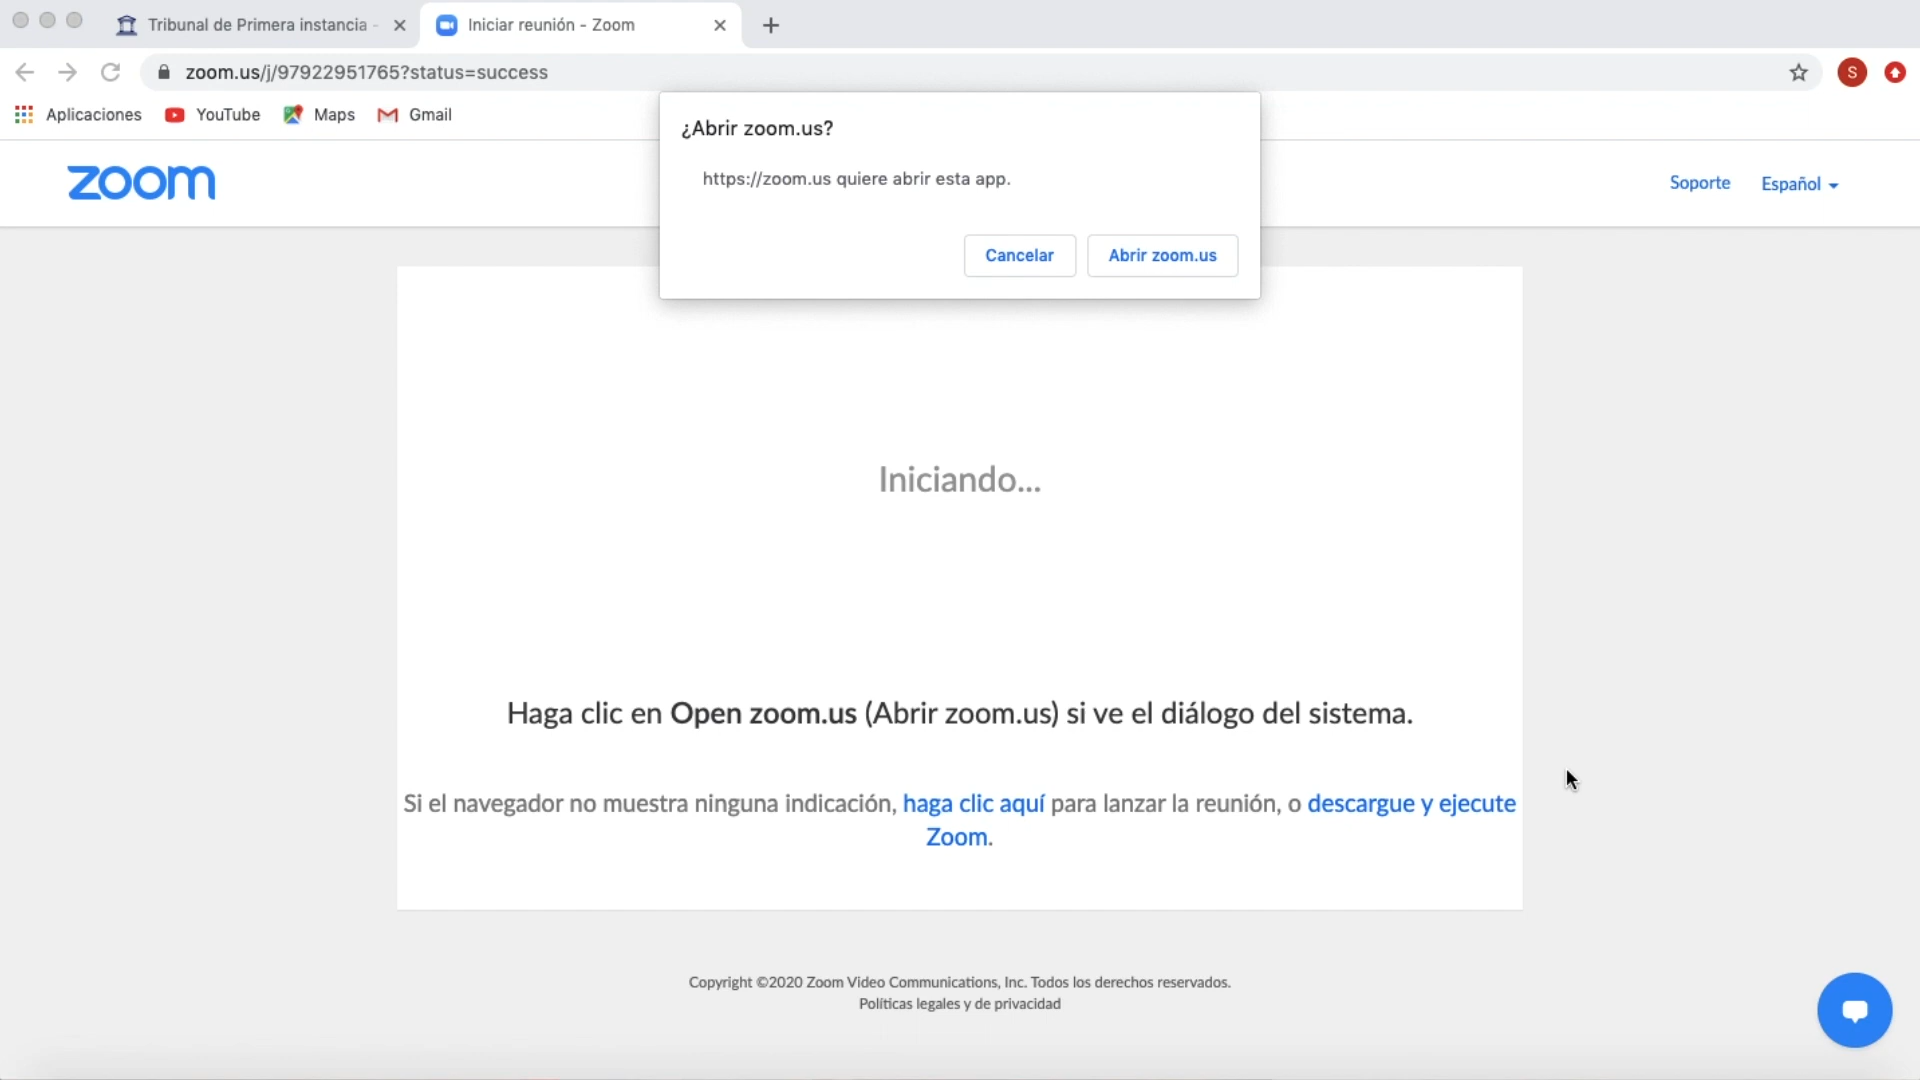 Tribunal de Primera instancia -
Iniciar reunión - Zoom
zoom.us/j/97922951765?status=success
S
Aplicaciones
YouTube
Maps
Gmail
¿Abrir zoom.us?
https://zoom.us quiere abrir esta app.
Cancelar
Abrir zoom.us
zoom
Soporte
Español
Iniciando...
Haga clic en Open zoom.us (Abrir zoom.us) si ve el diálogo del sistema.
Si el navegador no muestra ninguna indicación, haga clic aquí para lanzar la reunión, o descargue y ejecute
Zoom.
Copyright ©2020 Zoom Video Communications, Inc. Todos los derechos reservados.
Políticas legales y de privacidad